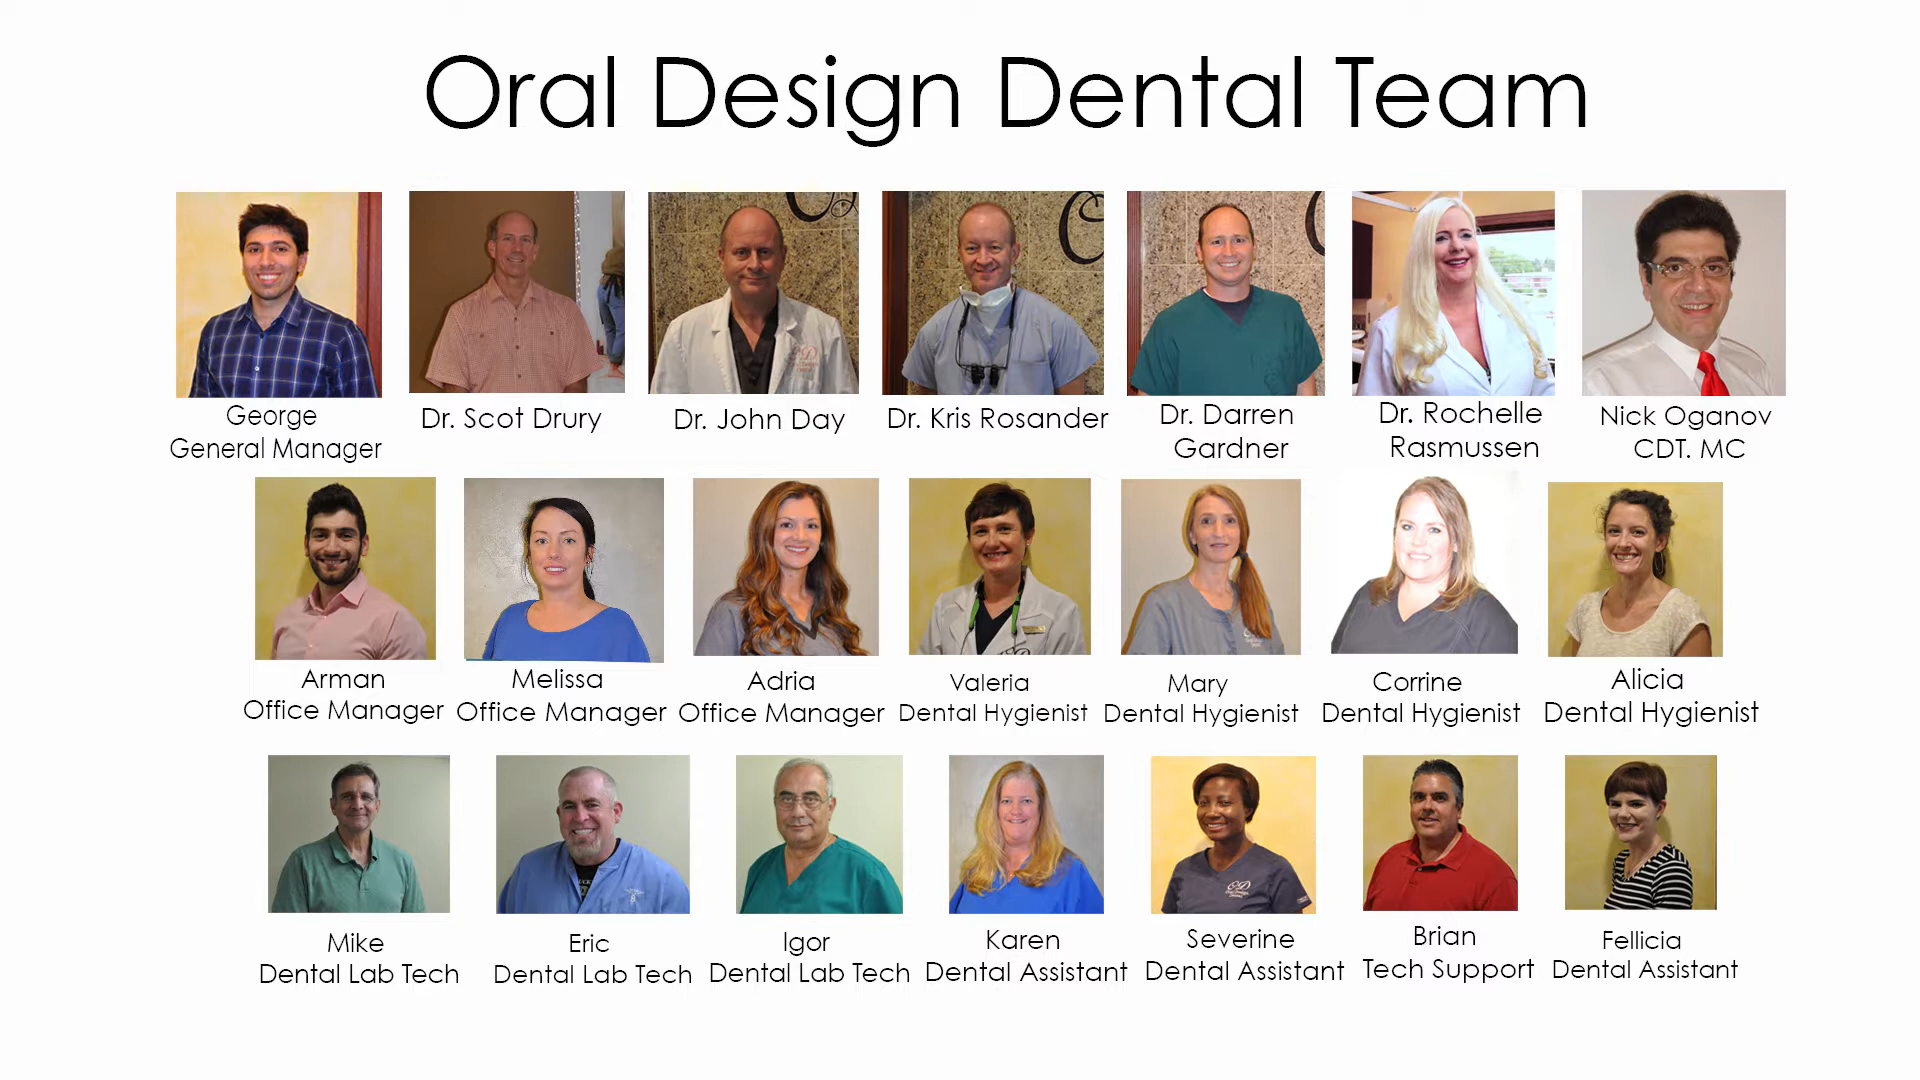 Oral Design Dental Team
George
General Manager
Dr. Scot Drury
Dr. John Day
Dr. Kris Rosander
Dr. Darren
Gardner
Dr. Rochelle
Rasmussen
Nick Oganov
CDT. MC
Arman
Office Manager
Melissa
Office Manager
Adria
Office Manager
Valeria
Dental Hygienist
Mary
Dental Hygienist
Corrine
Dental Hygienist
Alicia
Dental Hygienist
Mike
Dental Lab Tech
Eric
Dental Lab Tech
Igor
Dental Lab Tech
Karen
Dental Assistant
Severine
Dental Assistant
Brian
Tech Support
Fellicia
Dental Assistant